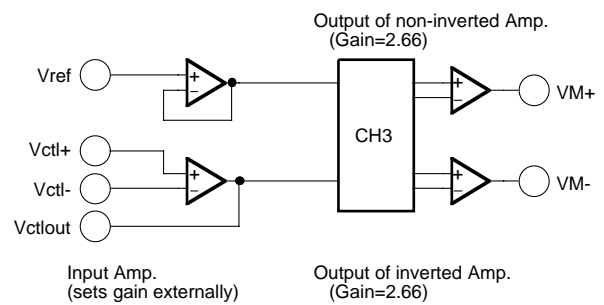 Output of non-inverted Amp.
(Gain=2.66)
Vref
+
−
+
−
VM+
CH3
Vctl+
Vctl-
+
−
+
−
VM-
Vctlout
Input Amp.
(sets gain externally)
Output of inverted Amp.
(Gain=2.66)